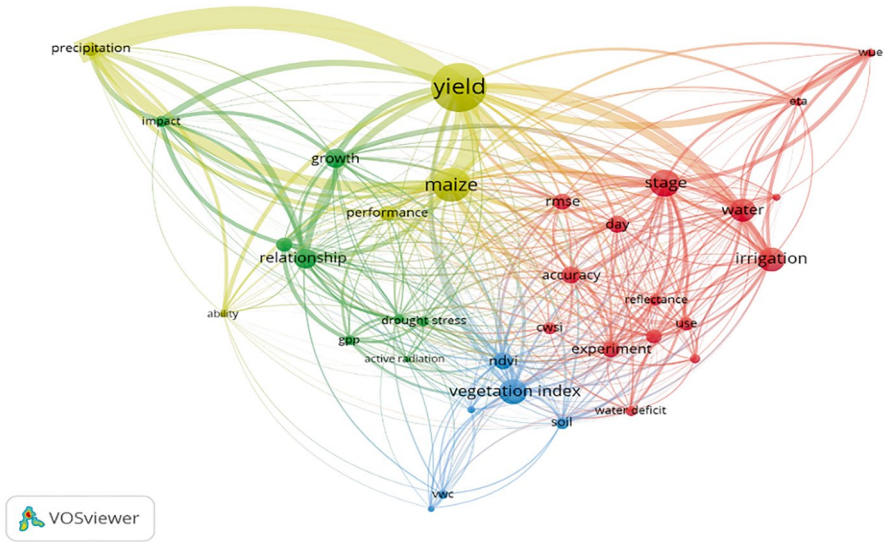 precipitation
wue
yield
eta
impact
growth
maize
stage
rmse
performance
water
day
relationship
irrigation
accuracy
reflectance
ability
drought stress
use
cwsi
gpp
experiment
active radiation
ndvi
vegetation index
water deficit
soil
vwc
VOSviewer